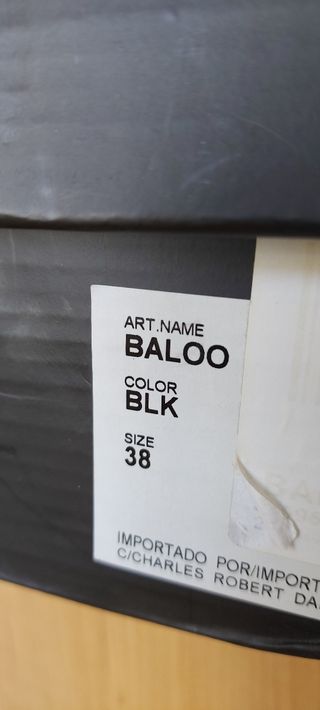 ART.NAME
BALOO
COLOR
BLK
SIZE
38
IMPORTADO POR/IMPORT
C/CHARLES ROBERT DA